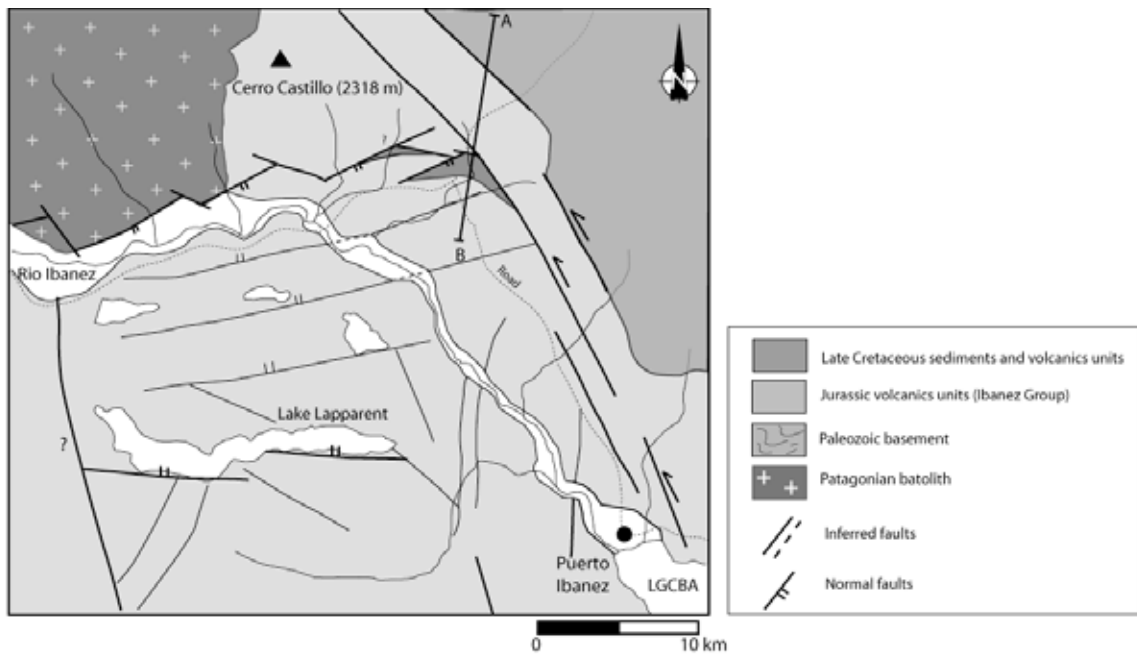 A
N
Cerro Castillo (2318 m)
?
B
Rio Ibanez
Road
Lake Lapparent
?
Puerto
Ibanez
LGCBA
0
10 km
Late Cretaceous sediments and volcanics units
Jurassic volcanics units (Ibanez Group)
Paleozoic basement
Patagonian batolith
Inferred faults
Normal faults